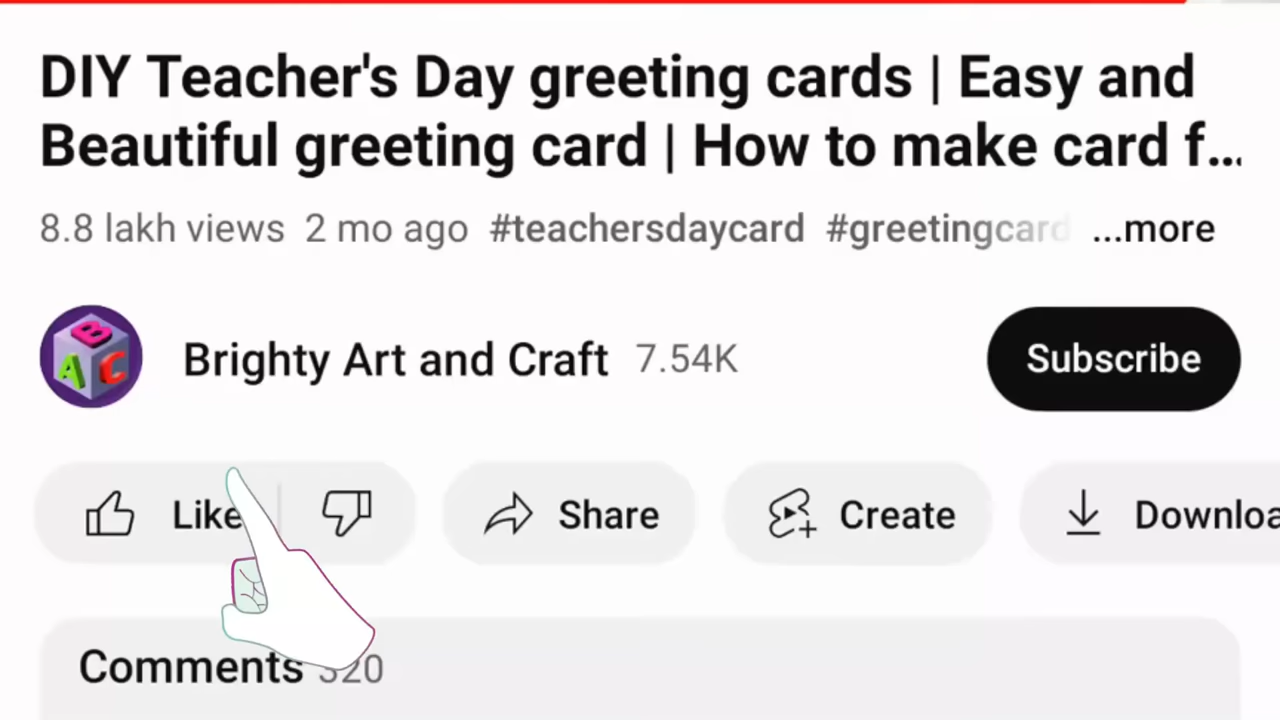 DIY Teacher's Day greeting cards | Easy and
Beautiful greeting card | How to make card f...
8.8 lakh views 2 mo ago #teachersdaycard #greetingcard ...more
B A C
Brighty Art and Craft 7.54K
Subscribe
Like Share Create Downloa
Comments 320